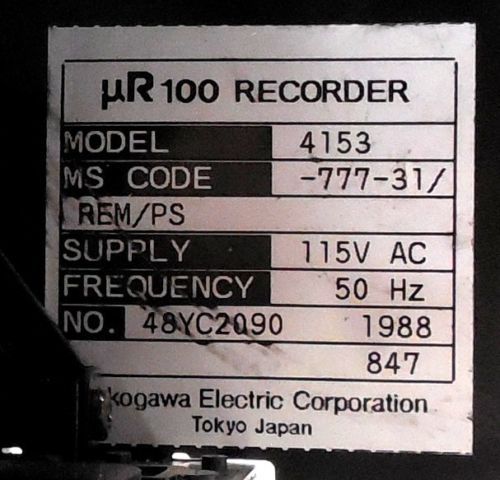 µR 100 RECORDER
MODEL 4153
MS CODE -777-31/
REM/PS
SUPPLY 115V AC
FREQUENCY 50 Hz
NO. 48YC2090 1988
847
kogawa Electric Corporation
Tokyo Japan